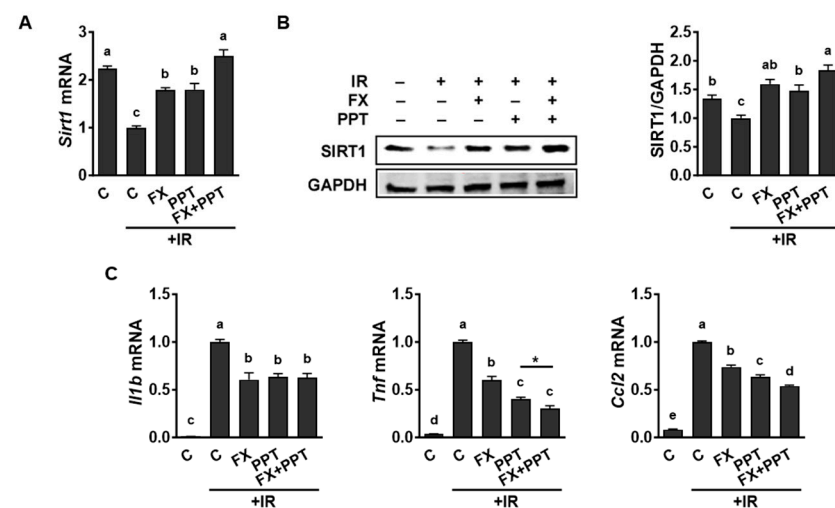 A
Sirt1 mRNA
3
2
1
0
a
c
b
b
a
C
C
FX
PPT
FX+PPT
+IR
B
IR – + + + +
FX – – + – +
PPT – – – + +
SIRT1
GAPDH
SIRT1/GAPDH
2.5
2.0
1.5
1.0
0.5
0.0
b
c
ab
b
a
C
C
FX
PPT
FX+PPT
+IR
C
Il1b mRNA
1.5
1.0
0.5
0.0
c
a
b
b
b
C
C
FX
PPT
FX+PPT
+IR
Tnf mRNA
1.5
1.0
0.5
0.0
d
a
b
c
*
c
C
C
FX
PPT
FX+PPT
+IR
Ccl2 mRNA
1.5
1.0
0.5
0.0
e
a
b
c
d
C
C
FX
PPT
FX+PPT
+IR